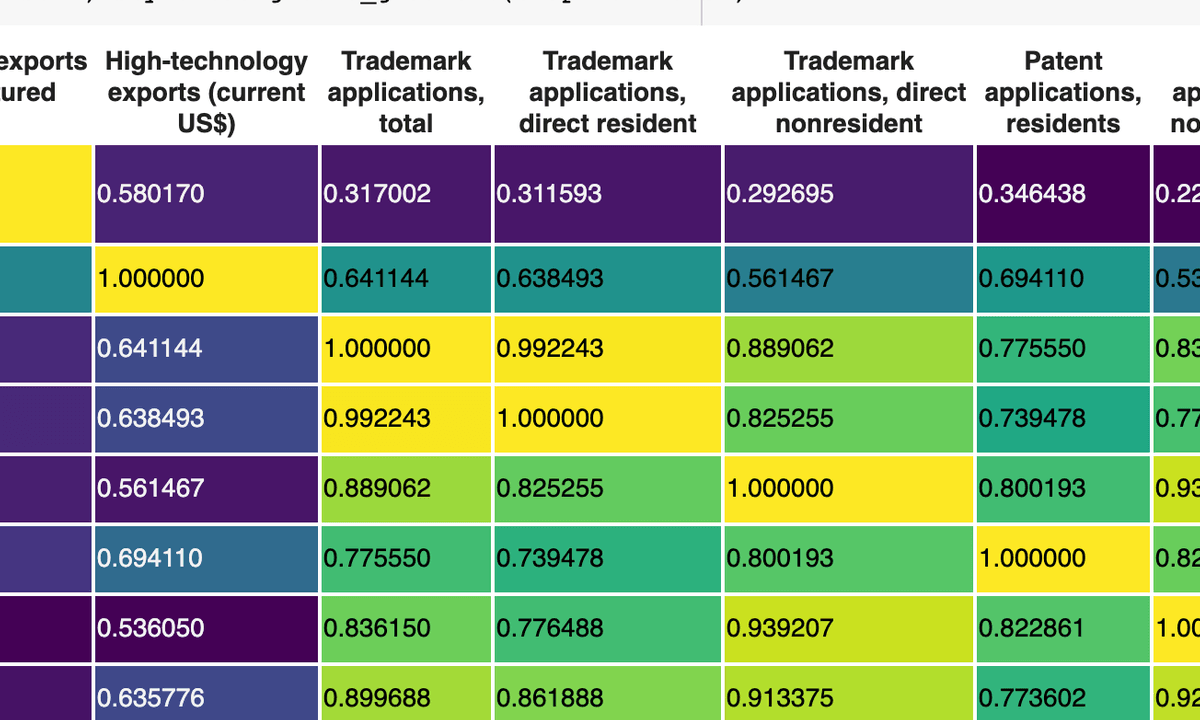 exports High-technology Trademark Trademark Trademark Patent
exports (current applications, applications, applications, direct applications,
US$) total direct resident nonresident residents
0.580170 0.317002 0.311593 0.292695 0.346438 0.22
1.000000 0.641144 0.638493 0.561467 0.694110 0.53
0.641144 1.000000 0.992243 0.889062 0.775550 0.83
0.638493 0.992243 1.000000 0.825255 0.739478 0.77
0.561467 0.889062 0.825255 1.000000 0.800193 0.93
0.694110 0.775550 0.739478 0.800193 1.000000 0.82
0.536050 0.836150 0.776488 0.939207 0.822861 1.00
0.635776 0.899688 0.861888 0.913375 0.773602 0.92